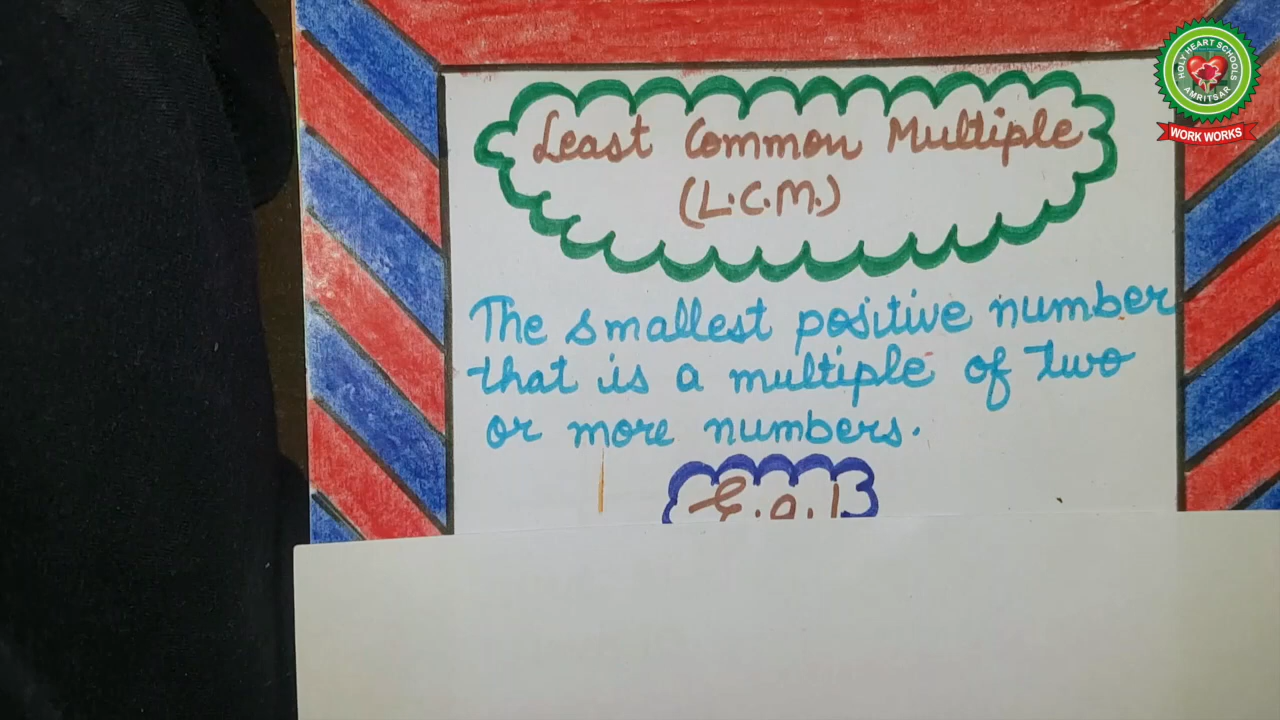 Least Common Multiple
(L.C.M.)
The smallest positive number
that is a multiple of two
or more numbers.
HOLY HEART SCHOOLS
AMRITSAR
WORK WORKS